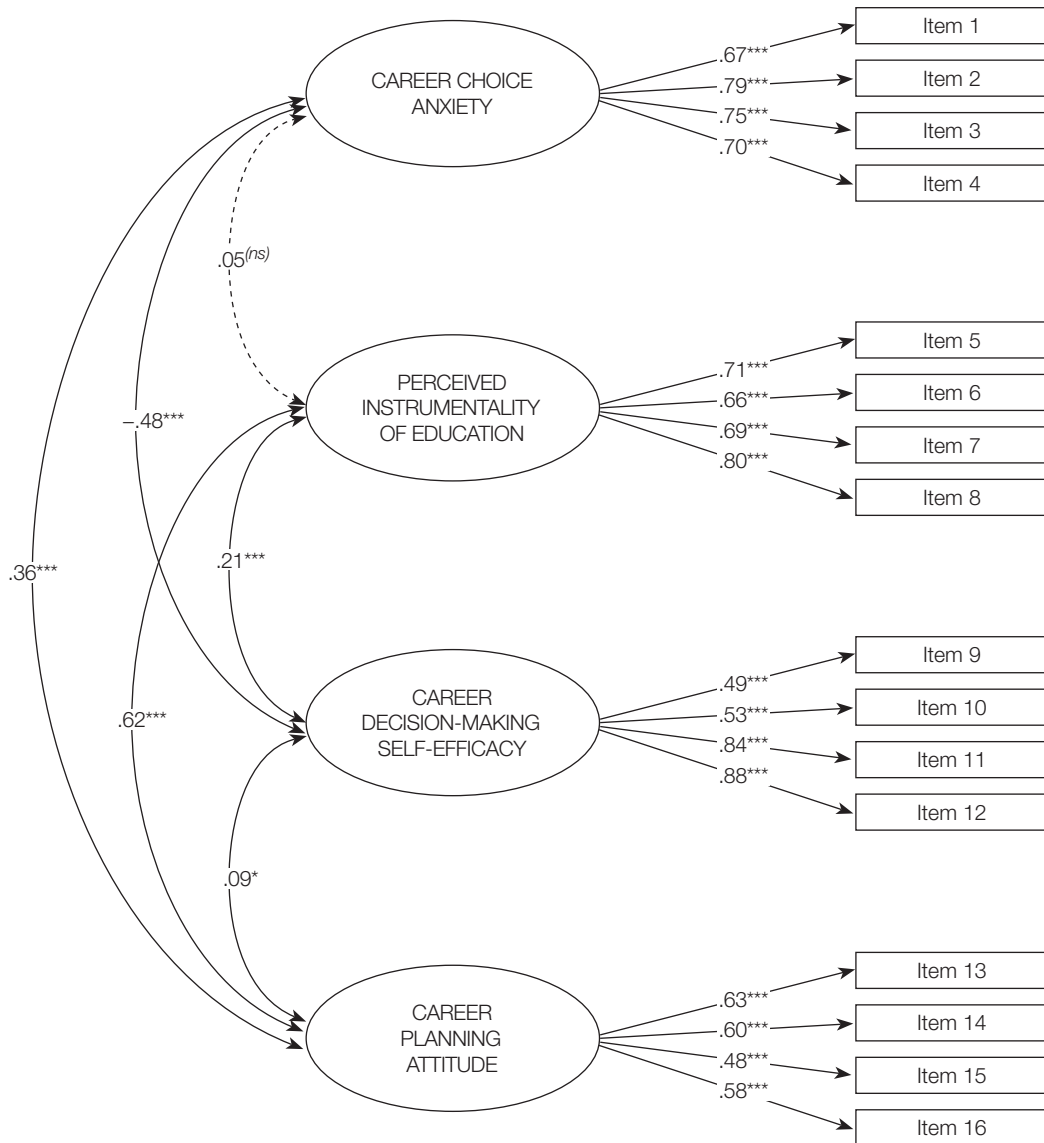 Item 1
.67***
CAREER CHOICE
ANXIETY
.79***
Item 2
.75***
Item 3
.70***
Item 4
.05(ns)
Item 5
.71***
PERCEIVED
INSTRUMENTALITY
OF EDUCATION
.66***
Item 6
.69***
Item 7
.80***
Item 8
–.48***
.21***
.36***
Item 9
.49***
CAREER
DECISION-MAKING
SELF-EFFICACY
.53***
Item 10
.84***
Item 11
.88***
Item 12
.62***
.09*
Item 13
.63***
CAREER
PLANNING
ATTITUDE
.60***
Item 14
.48***
Item 15
.58***
Item 16